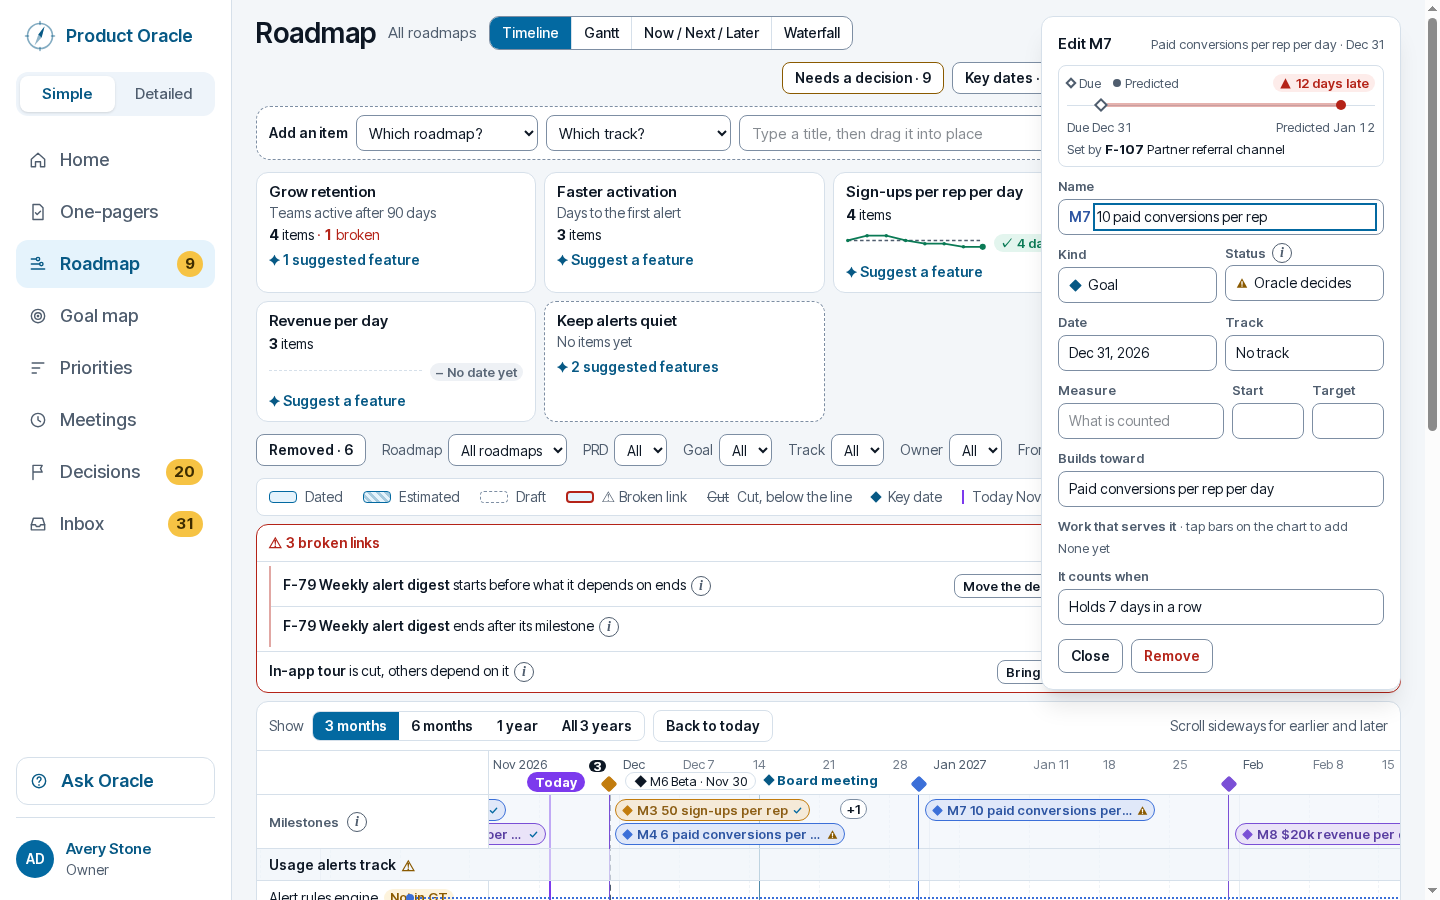 Product Oracle
Simple
Detailed
Home
One-pagers
Roadmap
9
Goal map
Priorities
Meetings
Decisions
20
Inbox
31
Ask Oracle
AD
Avery Stone
Owner
Roadmap
All roadmaps
Timeline
Gantt
Now / Next / Later
Waterfall
Needs a decision · 9
Key dates ·
Add an item
Which roadmap?
Which track?
Type a title, then drag it into place
Grow retention
Teams active after 90 days
4 items · 1 broken
1 suggested feature
Faster activation
Days to the first alert
3 items
Suggest a feature
Sign-ups per rep per day
4 items
✓ 4 da
Suggest a feature
Revenue per day
3 items
– No date yet
Suggest a feature
Keep alerts quiet
No items yet
2 suggested features
Removed · 6
Roadmap
All roadmaps
PRD
All
Goal
All
Track
All
Owner
All
Fror
Dated
Estimated
Draft
⚠ Broken link
Cut
Cut, below the line
Key date
Today Nov
⚠ 3 broken links
F-79 Weekly alert digest starts before what it depends on ends
i
Move the de
F-79 Weekly alert digest ends after its milestone
i
In-app tour is cut, others depend on it
i
Bring
Edit M7
Paid conversions per rep per day · Dec 31
Due
Predicted
▲ 12 days late
Due Dec 31
Predicted Jan 12
Set by F-107 Partner referral channel
Name
M7 10 paid conversions per rep
Kind
Status
i
Goal
Oracle decides
Date
Track
Dec 31, 2026
No track
Measure
Start
Target
What is counted
Builds toward
Paid conversions per rep per day
Work that serves it · tap bars on the chart to add
None yet
It counts when
Holds 7 days in a row
Close
Remove
Show
3 months
6 months
1 year
All 3 years
Back to today
Scroll sideways for earlier and later
Nov 2026
3
Dec
Dec 7
14
21
28
Jan 2027
Jan 11
18
25
Feb
Feb 8
15
Today
M6 Beta · Nov 30
Board meeting
Milestones
i
✓
M3 50 sign-ups per rep ✓
+1
M7 10 paid conversions per…
per … ✓
M4 6 paid conversions per …
M8 $20k revenue per
Usage alerts track ⚠
Alert rules engine